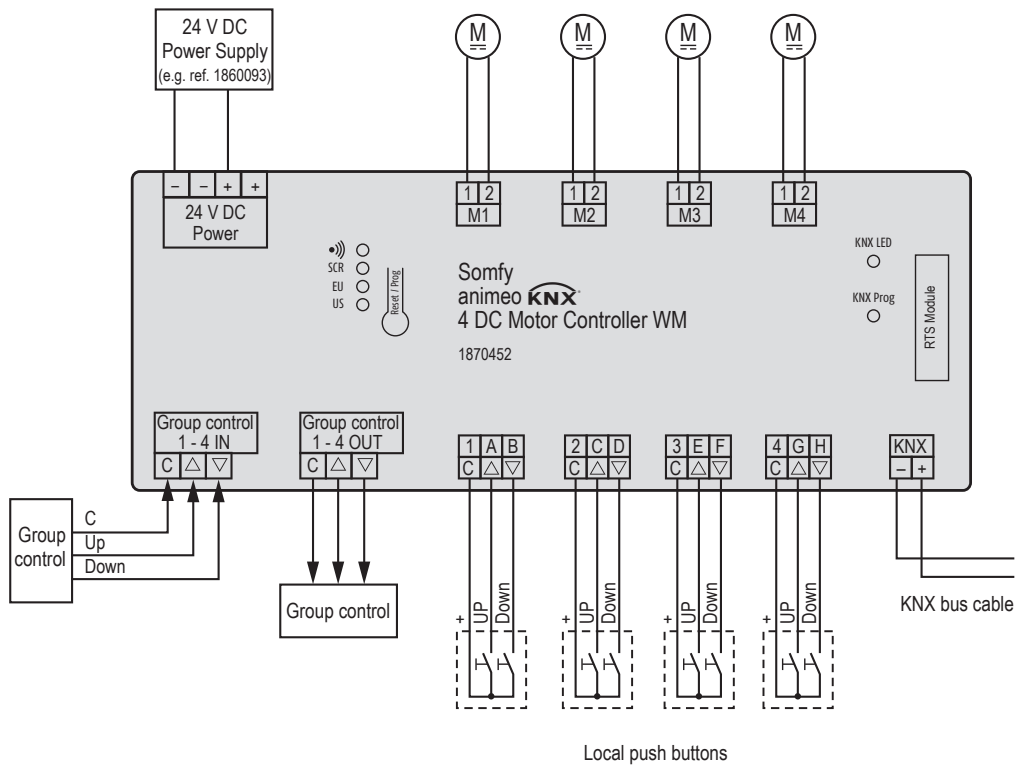 24 V DC
Power Supply
(e.g. ref. 1860093)
M
M
M
M
– – + +
24 V DC
Power
1 2
M1
1 2
M2
1 2
M3
1 2
M4
SCR
EU
US
Reset / Prog
Somfy
animeo KNX
4 DC Motor Controller WM
1870452
KNX LED
KNX Prog
RTS Module
Group control
1 - 4 IN
C △ ▽
Group control
1 - 4 OUT
C △ ▽
1 A B
C △ ▽
2 C D
C △ ▽
3 E F
C △ ▽
4 G H
C △ ▽
KNX
– +
Group
control
C
Up
Down
Group control
+ UP Down
+ UP Down
+ UP Down
+ UP Down
KNX bus cable
Local push buttons